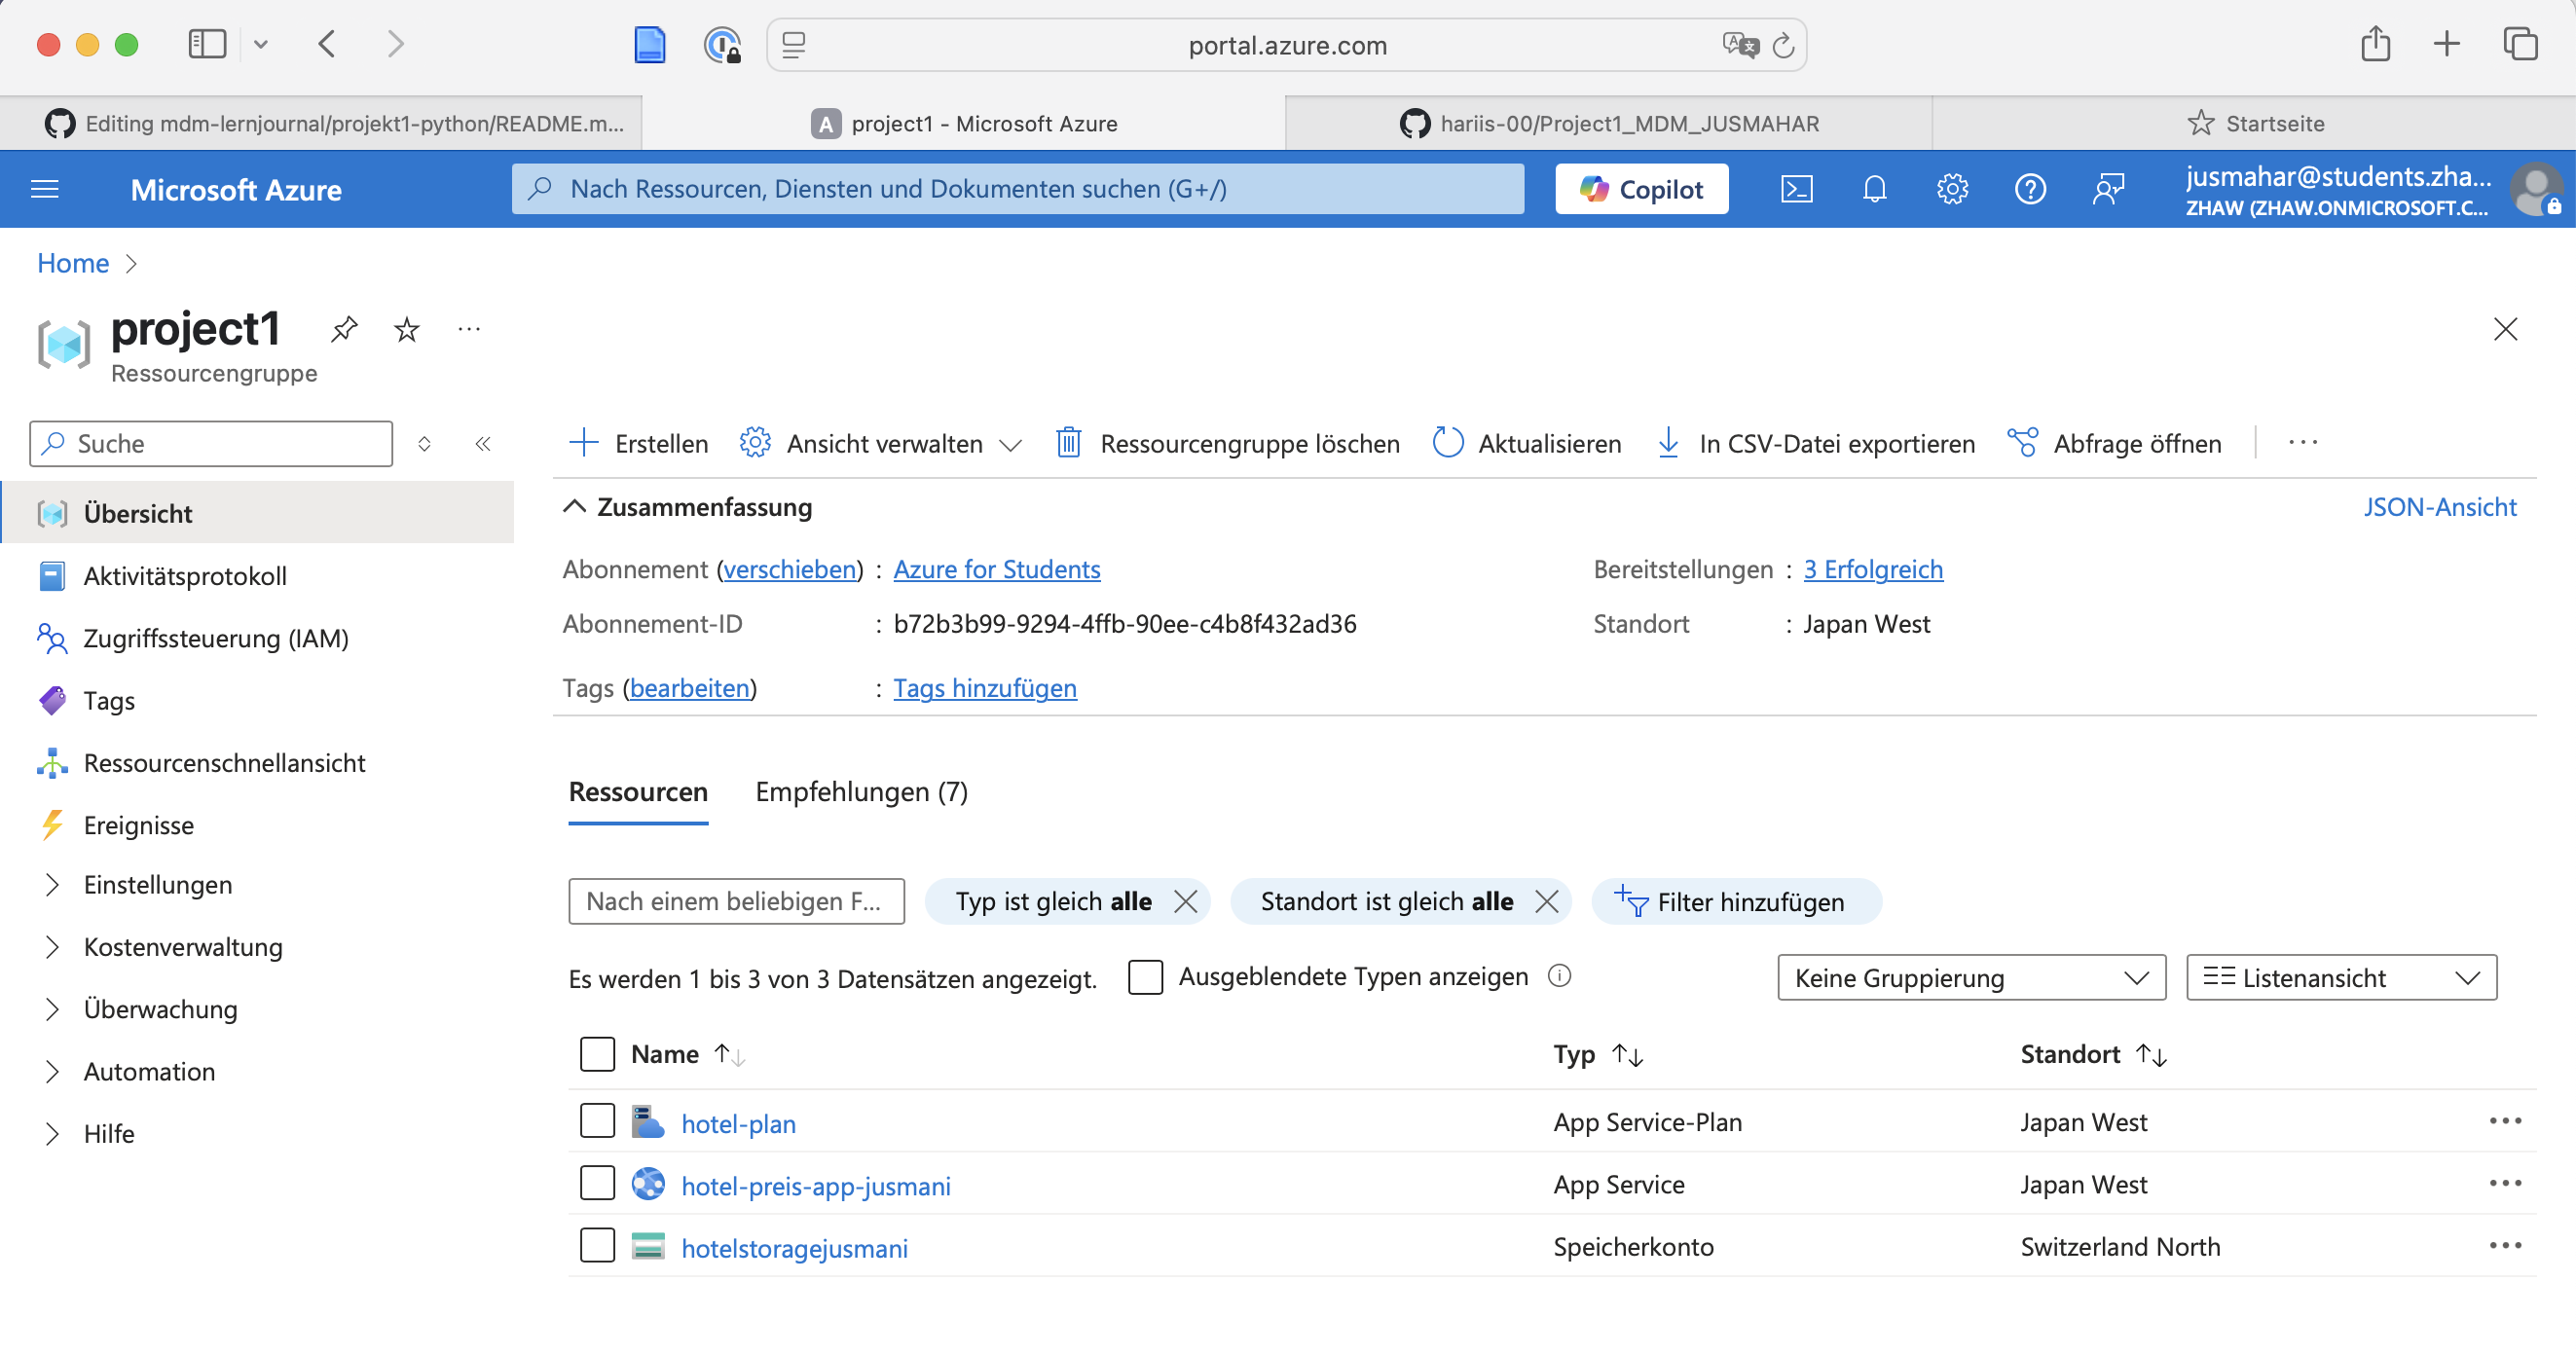 portal.azure.com
Editing mdm-lernjournal/projekt1-python/README.m...
project1 - Microsoft Azure
hariis-00/Project1_MDM_JUSMAHAR
Startseite
Microsoft Azure
Nach Ressourcen, Diensten und Dokumenten suchen (G+/)
Copilot
jusmahar@students.zha...
ZHAW (ZHAW.ONMICROSOFT.C...
Home
project1
Ressourcengruppe
Suche
Erstellen
Ansicht verwalten
Ressourcengruppe löschen
Aktualisieren
In CSV-Datei exportieren
Abfrage öffnen
Übersicht
Aktivitätsprotokoll
Zugriffssteuerung (IAM)
Tags
Ressourcenschnellansicht
Ereignisse
Einstellungen
Kostenverwaltung
Überwachung
Automation
Hilfe
Zusammenfassung
JSON-Ansicht
Abonnement (verschieben) : Azure for Students
Bereitstellungen : 3 Erfolgreich
Abonnement-ID : b72b3b99-9294-4ffb-90ee-c4b8f432ad36
Standort : Japan West
Tags (bearbeiten) : Tags hinzufügen
Ressourcen
Empfehlungen (7)
Nach einem beliebigen F...
Typ ist gleich alle
Standort ist gleich alle
Filter hinzufügen
Es werden 1 bis 3 von 3 Datensätzen angezeigt.
Ausgeblendete Typen anzeigen
Keine Gruppierung
Listenansicht
Name
Typ
Standort
hotel-plan
App Service-Plan
Japan West
hotel-preis-app-jusmani
App Service
Japan West
hotelstoragejusmani
Speicherkonto
Switzerland North